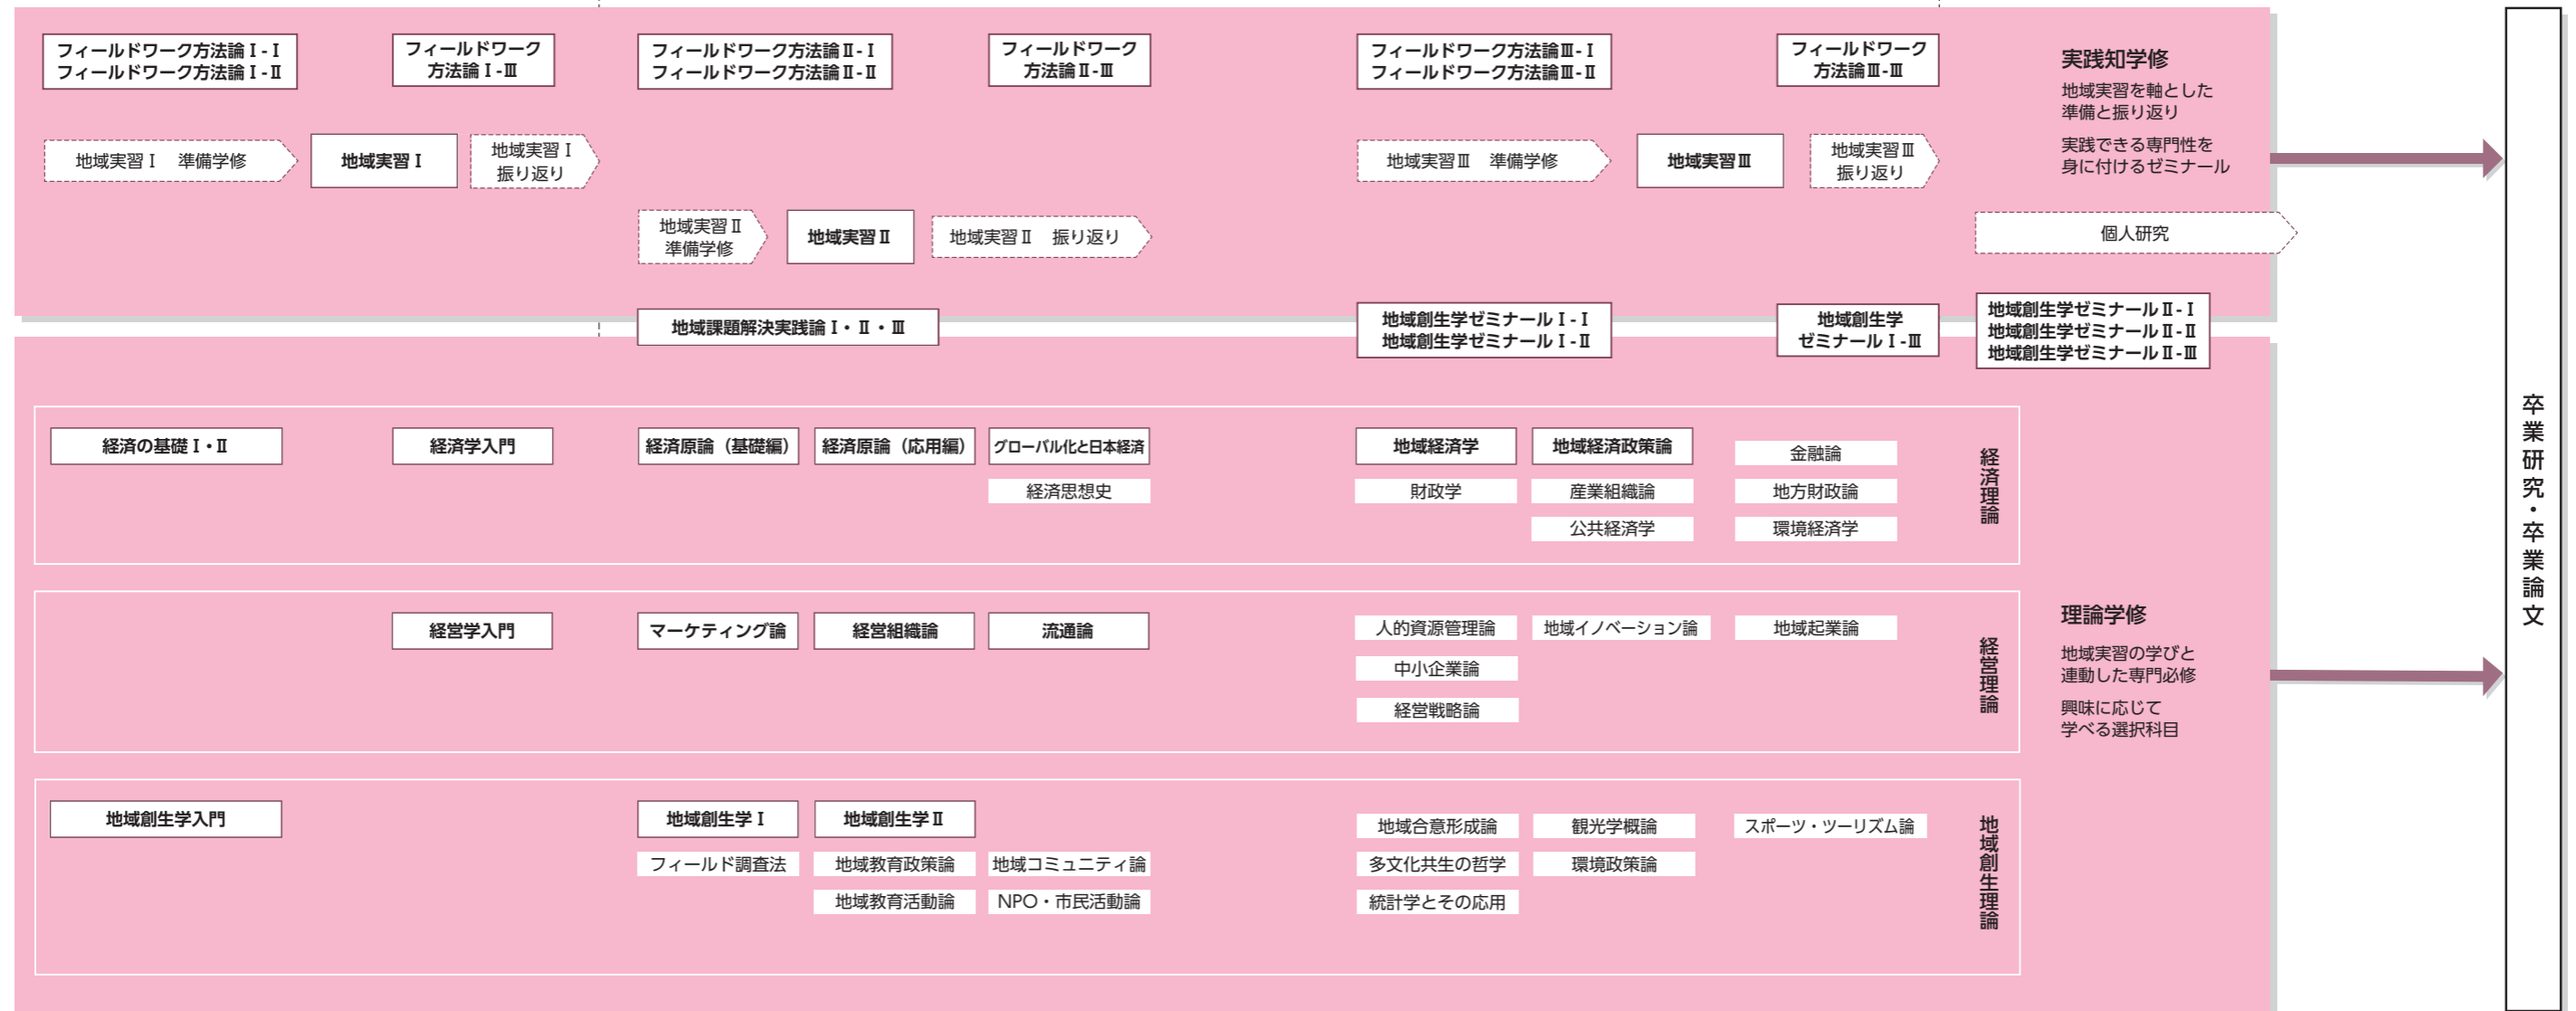 フィールドワーク方法論Ⅰ-Ⅰ
フィールドワーク方法論Ⅰ-Ⅱ
フィールドワーク
方法論Ⅰ-Ⅲ
フィールドワーク方法論Ⅱ-Ⅰ
フィールドワーク方法論Ⅱ-Ⅱ
フィールドワーク
方法論Ⅱ-Ⅲ
フィールドワーク方法論Ⅲ-Ⅰ
フィールドワーク方法論Ⅲ-Ⅱ
フィールドワーク
方法論Ⅲ-Ⅲ
実践知学修
地域実習を軸とした
準備と振り返り
実践できる専門性を
身に付けるゼミナール
地域実習Ⅰ　準備学修
地域実習Ⅰ
地域実習Ⅰ
振り返り
地域実習Ⅲ　準備学修
地域実習Ⅲ
地域実習Ⅲ
振り返り
地域実習Ⅱ
準備学修
地域実習Ⅱ
地域実習Ⅱ　振り返り
個人研究
地域課題解決実践論Ⅰ・Ⅱ・Ⅲ
地域創生学ゼミナールⅠ-Ⅰ
地域創生学ゼミナールⅠ-Ⅱ
地域創生学
ゼミナールⅠ-Ⅲ
地域創生学ゼミナールⅡ-Ⅰ
地域創生学ゼミナールⅡ-Ⅱ
地域創生学ゼミナールⅡ-Ⅲ
経済の基礎Ⅰ・Ⅱ
経済学入門
経済原論（基礎編）
経済原論（応用編）
グローバル化と日本経済
地域経済学
地域経済政策論
金融論
経済思想史
財政学
産業組織論
地方財政論
公共経済学
環境経済学
経済理論
経営学入門
マーケティング論
経営組織論
流通論
人的資源管理論
地域イノベーション論
地域起業論
中小企業論
経営戦略論
経営理論
理論学修
地域実習の学びと
連動した専門必修
興味に応じて
学べる選択科目
地域創生学入門
地域創生学Ⅰ
地域創生学Ⅱ
地域合意形成論
観光学概論
スポーツ・ツーリズム論
フィールド調査法
地域教育政策論
地域コミュニティ論
多文化共生の哲学
環境政策論
地域教育活動論
NPO・市民活動論
統計学とその応用
地域創生理論
卒業研究・卒業論文